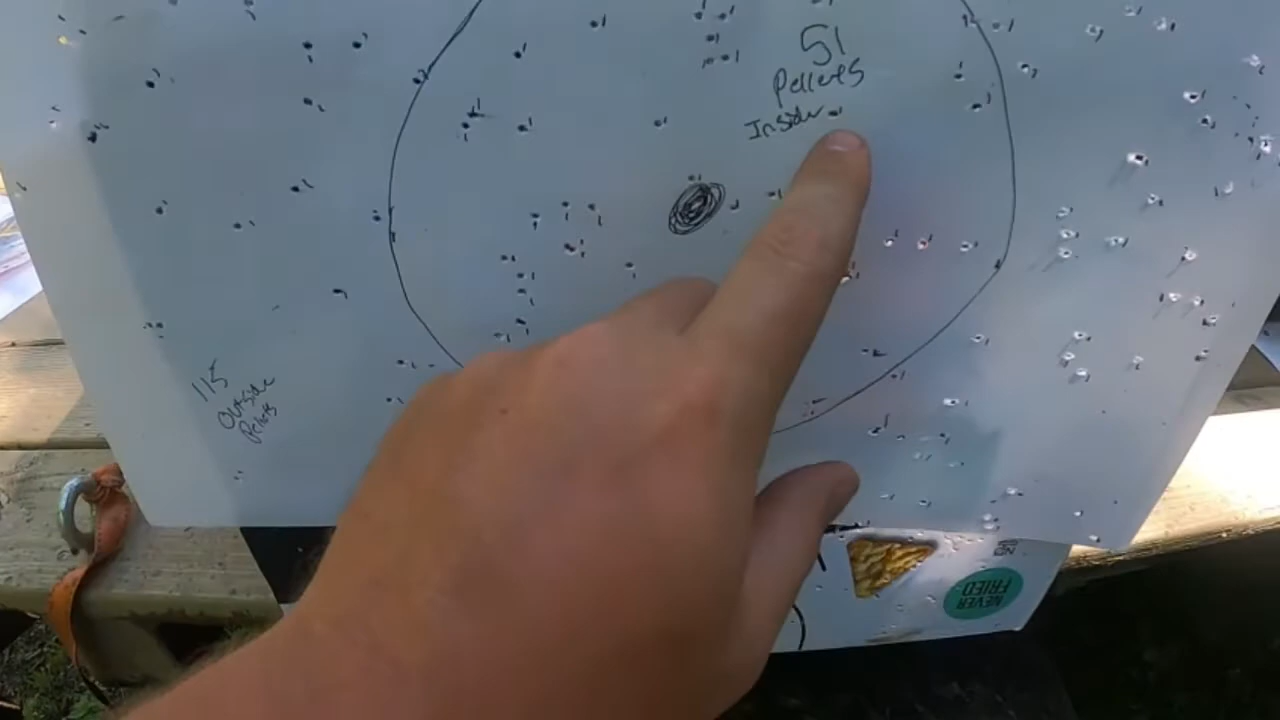 51
Pellets
Inside
115
Outside
Pellets
NEVER
FRIED